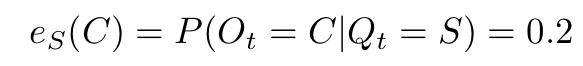 e_S(C) = P(O_t = C|Q_t = S) = 0.2